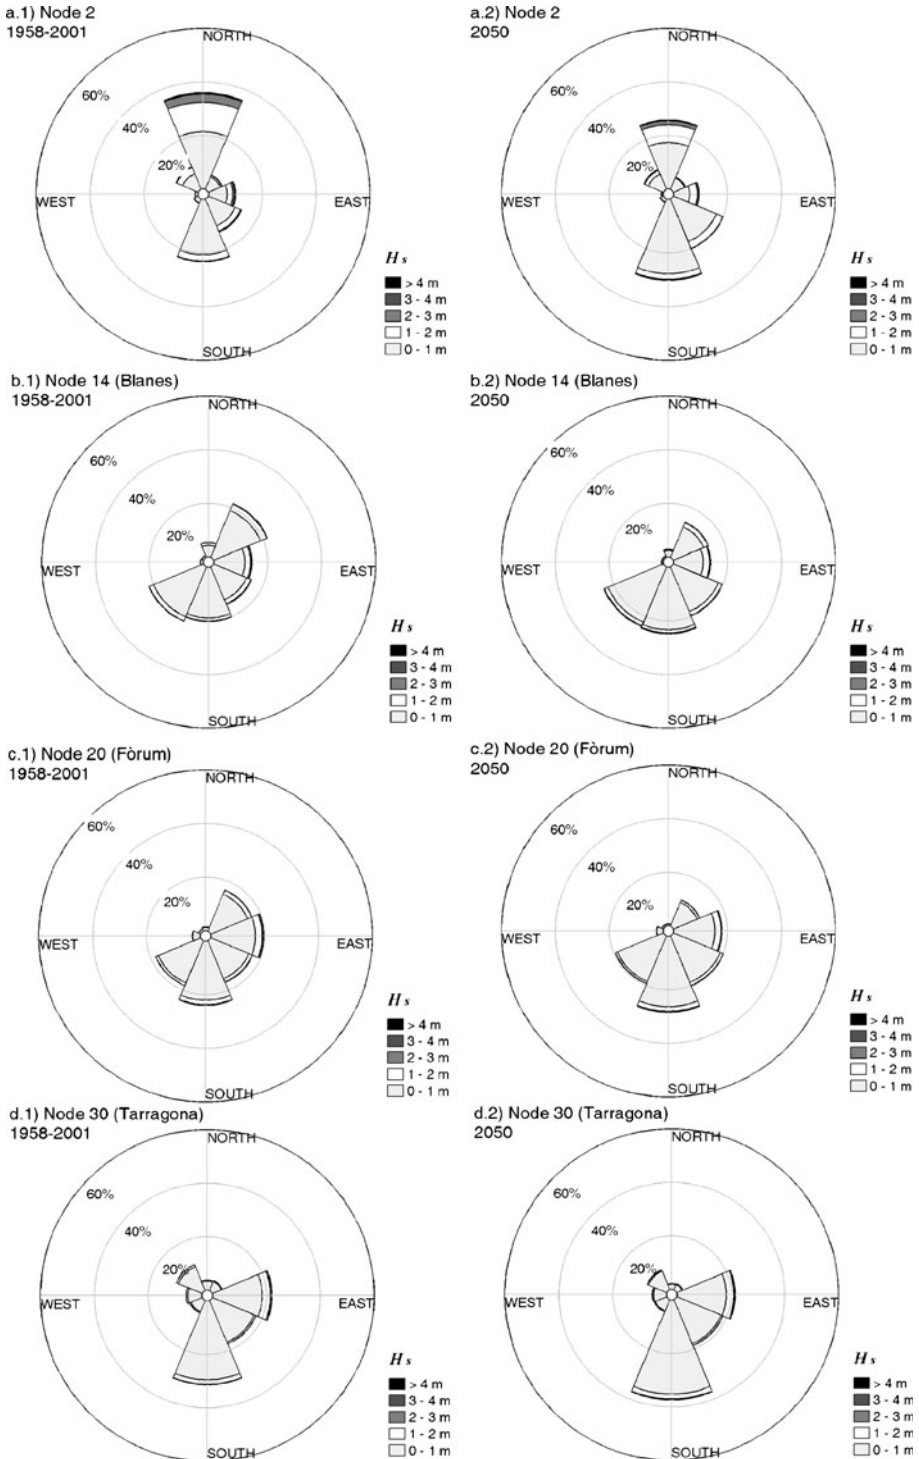 a.1) Node 2
1958-2001
NORTH
60%
40%
20%
WEST
EAST
SOUTH
Hs
> 4 m
3 - 4 m
2 - 3 m
1 - 2 m
0 - 1 m
a.2) Node 2
2050
NORTH
60%
40%
20%
WEST
EAST
SOUTH
Hs
> 4 m
3 - 4 m
2 - 3 m
1 - 2 m
0 - 1 m
b.1) Node 14 (Blanes)
1958-2001
NORTH
60%
40%
20%
WEST
EAST
SOUTH
Hs
> 4 m
3 - 4 m
2 - 3 m
1 - 2 m
0 - 1 m
b.2) Node 14 (Blanes)
2050
NORTH
60%
40%
20%
WEST
EAST
SOUTH
Hs
> 4 m
3 - 4 m
2 - 3 m
1 - 2 m
0 - 1 m
c.1) Node 20 (Fòrum)
1958-2001
NORTH
60%
40%
20%
WEST
EAST
SOUTH
Hs
> 4 m
3 - 4 m
2 - 3 m
1 - 2 m
0 - 1 m
c.2) Node 20 (Fòrum)
2050
NORTH
60%
40%
20%
WEST
EAST
SOUTH
Hs
> 4 m
3 - 4 m
2 - 3 m
1 - 2 m
0 - 1 m
d.1) Node 30 (Tarragona)
1958-2001
NORTH
60%
40%
20%
WEST
EAST
SOUTH
Hs
> 4 m
3 - 4 m
2 - 3 m
1 - 2 m
0 - 1 m
d.2) Node 30 (Tarragona)
2050
NORTH
60%
40%
20%
WEST
EAST
SOUTH
Hs
> 4 m
3 - 4 m
2 - 3 m
1 - 2 m
0 - 1 m